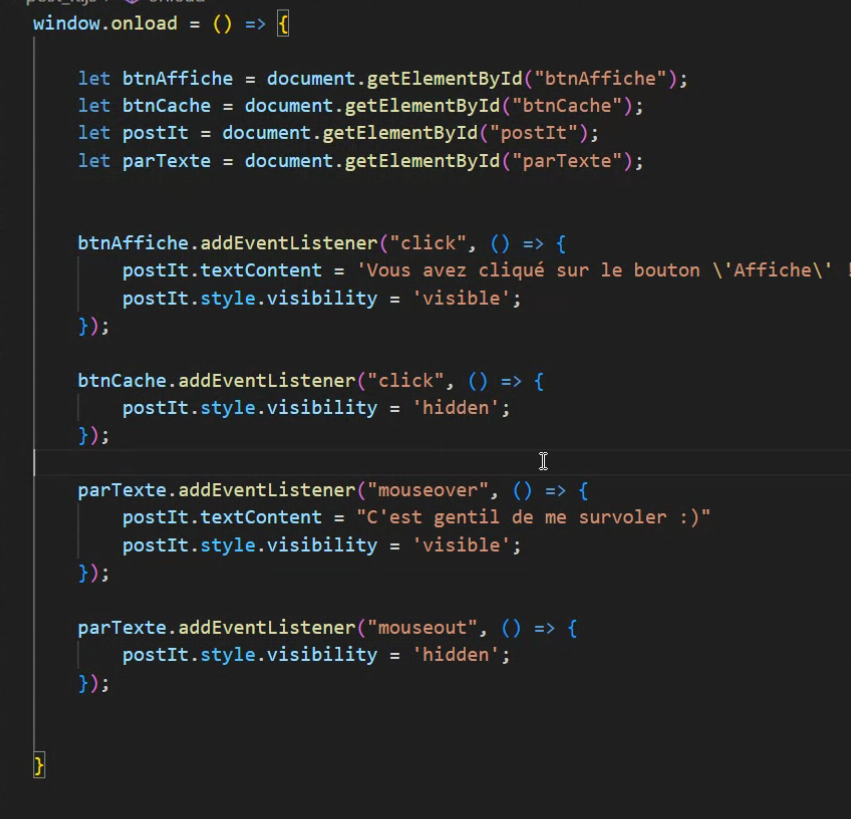 window.onload = () => {
let btnAffiche = document.getElementById("btnAffiche");
let btnCache = document.getElementById("btnCache");
let postIt = document.getElementById("postIt");
let parTexte = document.getElementById("parTexte");
btnAffiche.addEventListener("click", () => {
postIt.textContent = 'Vous avez cliqué sur le bouton \'Affiche\' !
postIt.style.visibility = 'visible';
});
btnCache.addEventListener("click", () => {
postIt.style.visibility = 'hidden';
});
parTexte.addEventListener("mouseover", () => {
postIt.textContent = "C'est gentil de me survoler :)"
postIt.style.visibility = 'visible';
});
parTexte.addEventListener("mouseout", () => {
postIt.style.visibility = 'hidden';
});
}